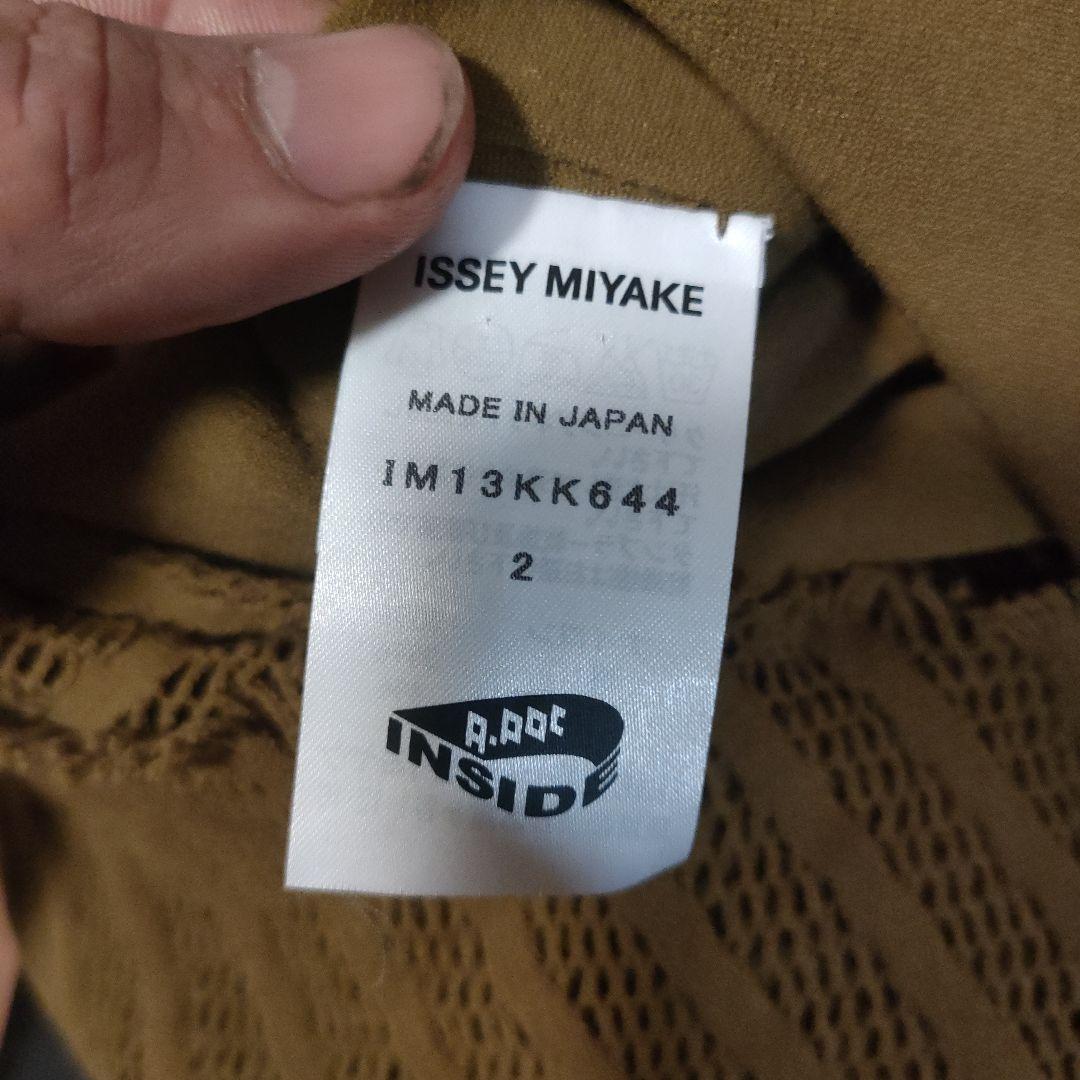 ISSEY MIYAKE
MADE IN JAPAN
IM13KK644
2
A.POC
INSIDE